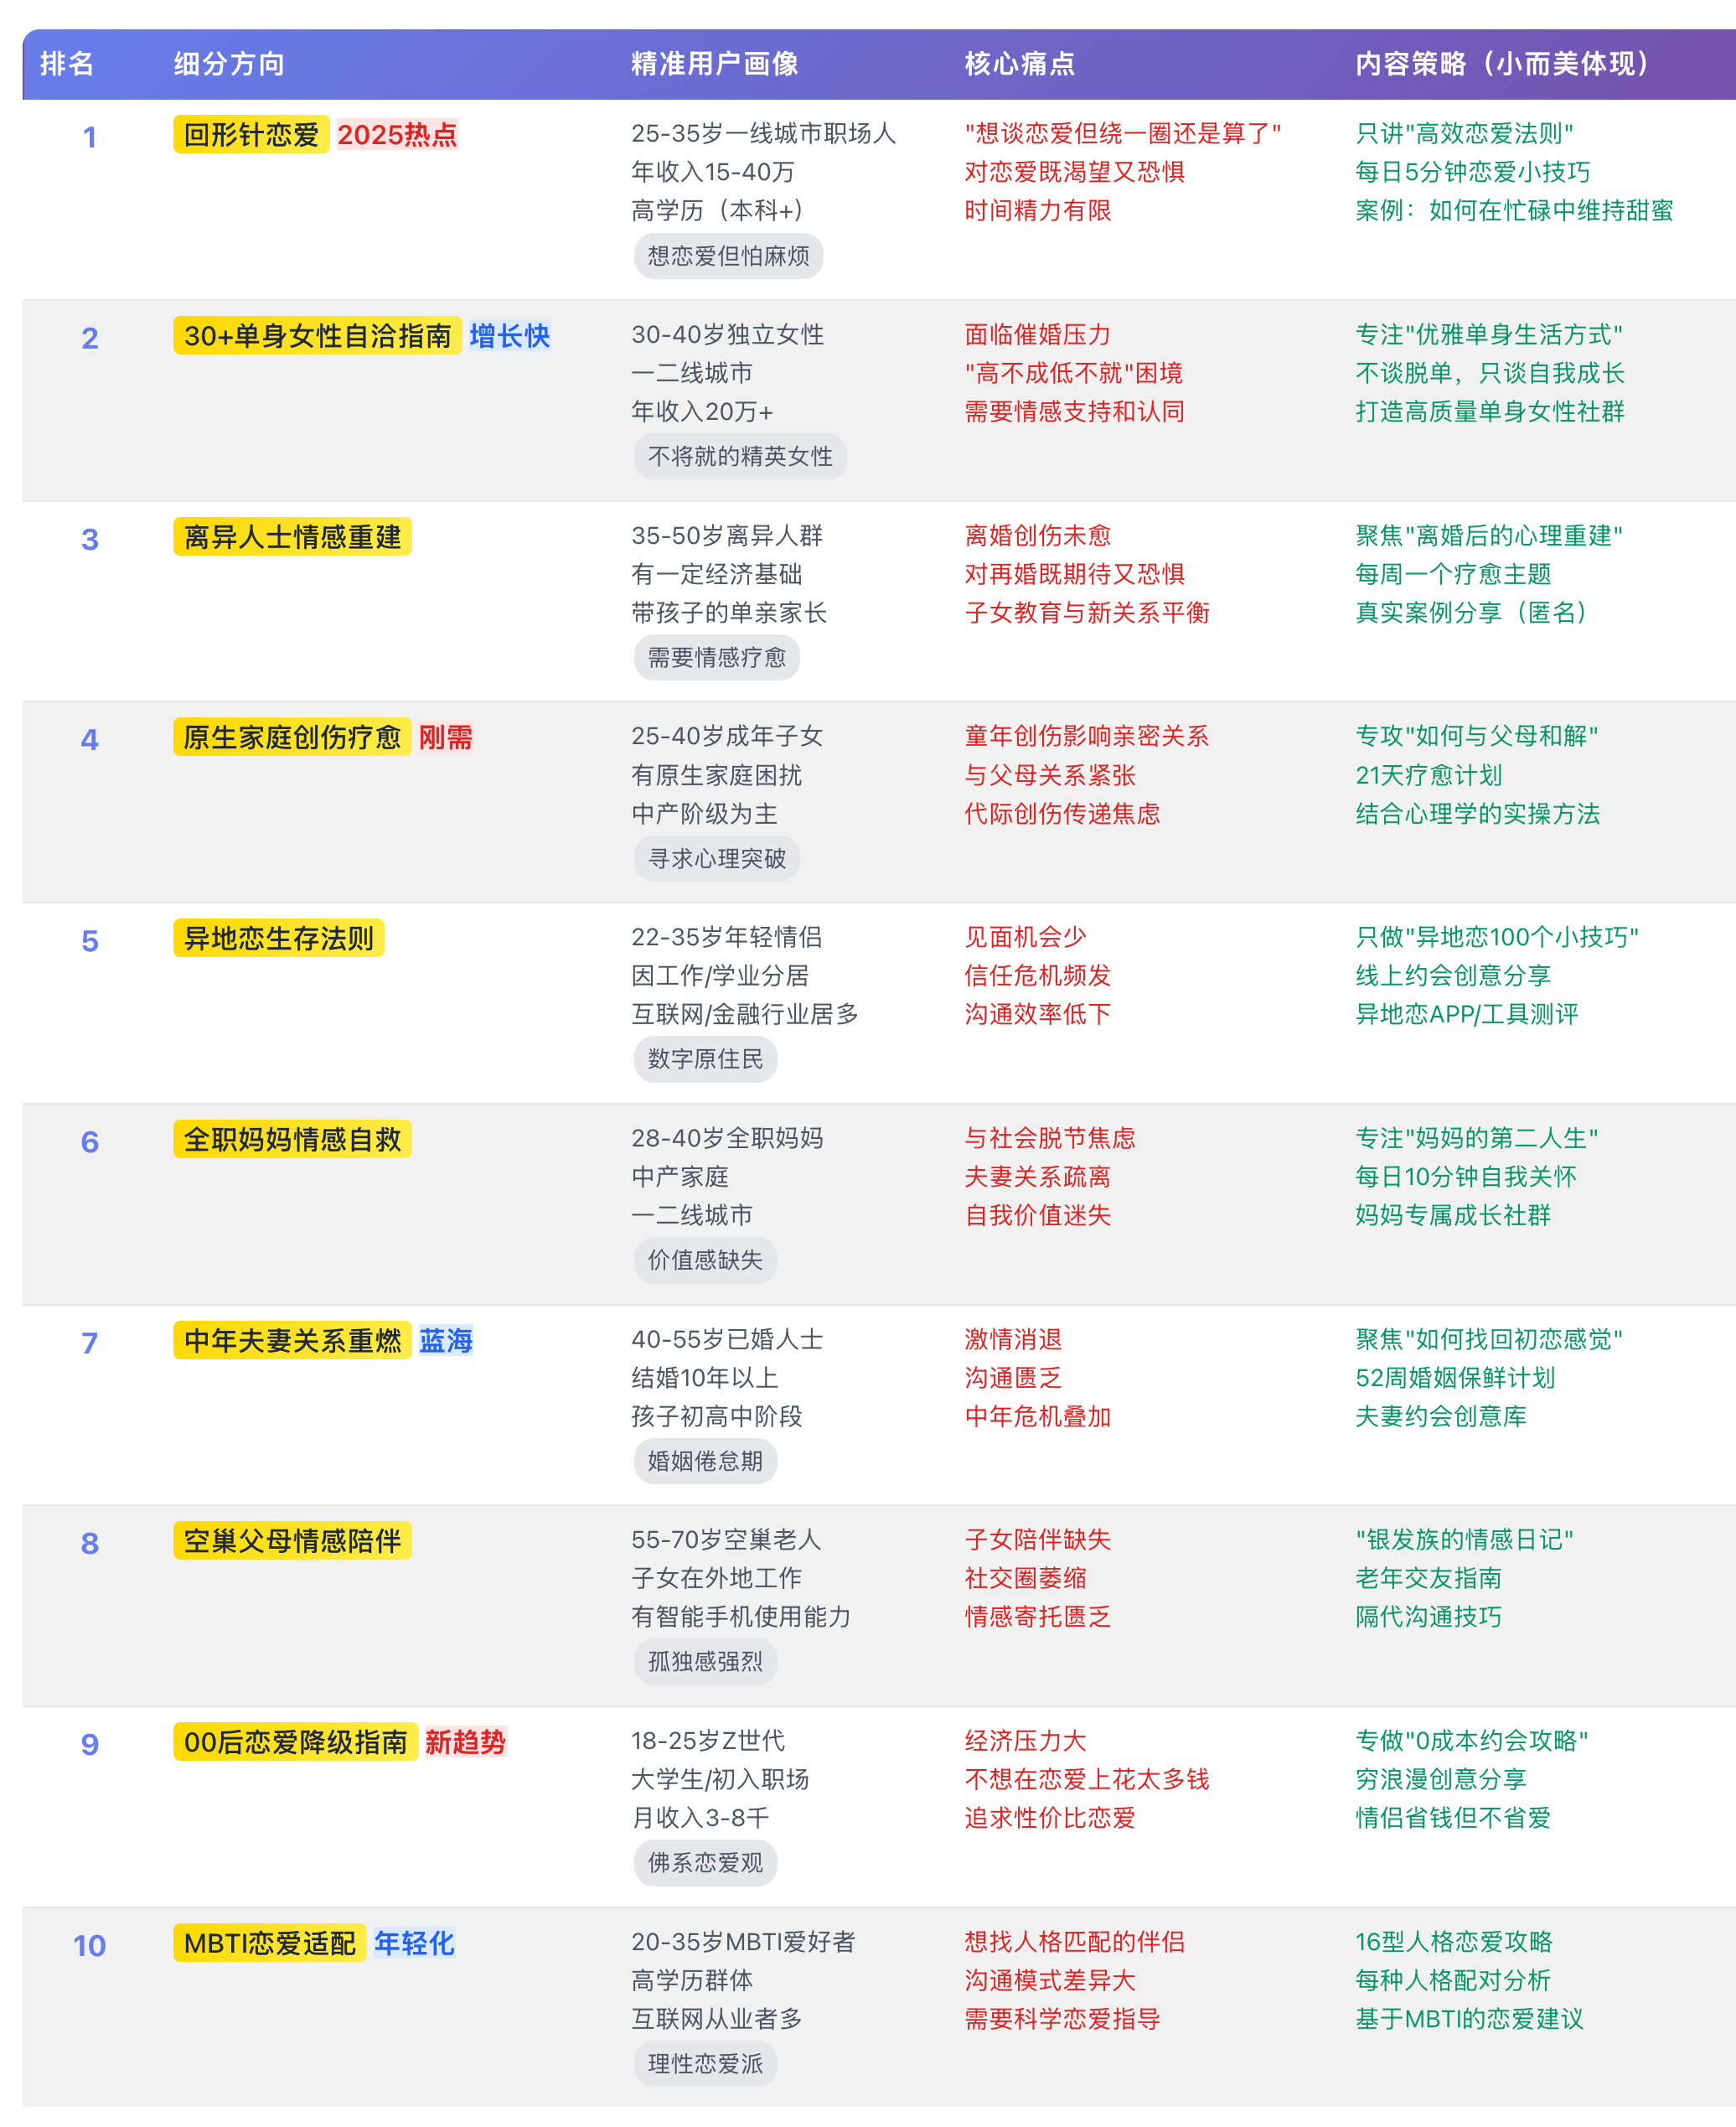 排名 细分方向 精准用户画像 核心痛点 内容策略（小而美体现）
1 回形针恋爱 2025热点 25-35岁一线城市职场人 "想谈恋爱但绕一圈还是算了" 只讲"高效恋爱法则"
年收入15-40万 对恋爱既渴望又恐惧 每日5分钟恋爱小技巧
高学历（本科+） 时间精力有限 案例：如何在忙碌中维持甜蜜
想恋爱但怕麻烦
2 30+单身女性自洽指南 增长快 30-40岁独立女性 面临催婚压力 专注"优雅单身生活方式"
一二线城市 "高不成低不就"困境 不谈脱单，只谈自我成长
年收入20万+ 需要情感支持和认同 打造高质量单身女性社群
不将就的精英女性
3 离异人士情感重建 35-50岁离异人群 离婚创伤未愈 聚焦"离婚后的心理重建"
有一定经济基础 对再婚既期待又恐惧 每周一个疗愈主题
带孩子的单亲家长 子女教育与新关系平衡 真实案例分享（匿名）
需要情感疗愈
4 原生家庭创伤疗愈 刚需 25-40岁成年子女 童年创伤影响亲密关系 专攻"如何与父母和解"
有原生家庭困扰 与父母关系紧张 21天疗愈计划
中产阶级为主 代际创伤传递焦虑 结合心理学的实操方法
寻求心理突破
5 异地恋生存法则 22-35岁年轻情侣 见面机会少 只做"异地恋100个小技巧"
因工作/学业分居 信任危机频发 线上约会创意分享
互联网/金融行业居多 沟通效率低下 异地恋APP/工具测评
数字原住民
6 全职妈妈情感自救 28-40岁全职妈妈 与社会脱节焦虑 专注"妈妈的第二人生"
中产家庭 夫妻关系疏离 每日10分钟自我关怀
一二线城市 自我价值迷失 妈妈专属成长社群
价值感缺失
7 中年夫妻关系重燃 蓝海 40-55岁已婚人士 激情消退 聚焦"如何找回初恋感觉"
结婚10年以上 沟通匮乏 52周婚姻保鲜计划
孩子初高中阶段 中年危机叠加 夫妻约会创意库
婚姻倦怠期
8 空巢父母情感陪伴 55-70岁空巢老人 子女陪伴缺失 "银发族的情感日记"
子女在外地工作 社交圈萎缩 老年交友指南
有智能手机使用能力 情感寄托匮乏 隔代沟通技巧
孤独感强烈
9 00后恋爱降级指南 新趋势 18-25岁Z世代 经济压力大 专做"0成本约会攻略"
大学生/初入职场 不想在恋爱上花太多钱 穷浪漫创意分享
月收入3-8千 追求性价比恋爱 情侣省钱但不省爱
佛系恋爱观
10 MBTI恋爱适配 年轻化 20-35岁MBTI爱好者 想找人格匹配的伴侣 16型人格恋爱攻略
高学历群体 沟通模式差异大 每种人格配对分析
互联网从业者多 需要科学恋爱指导 基于MBTI的恋爱建议
理性恋爱派